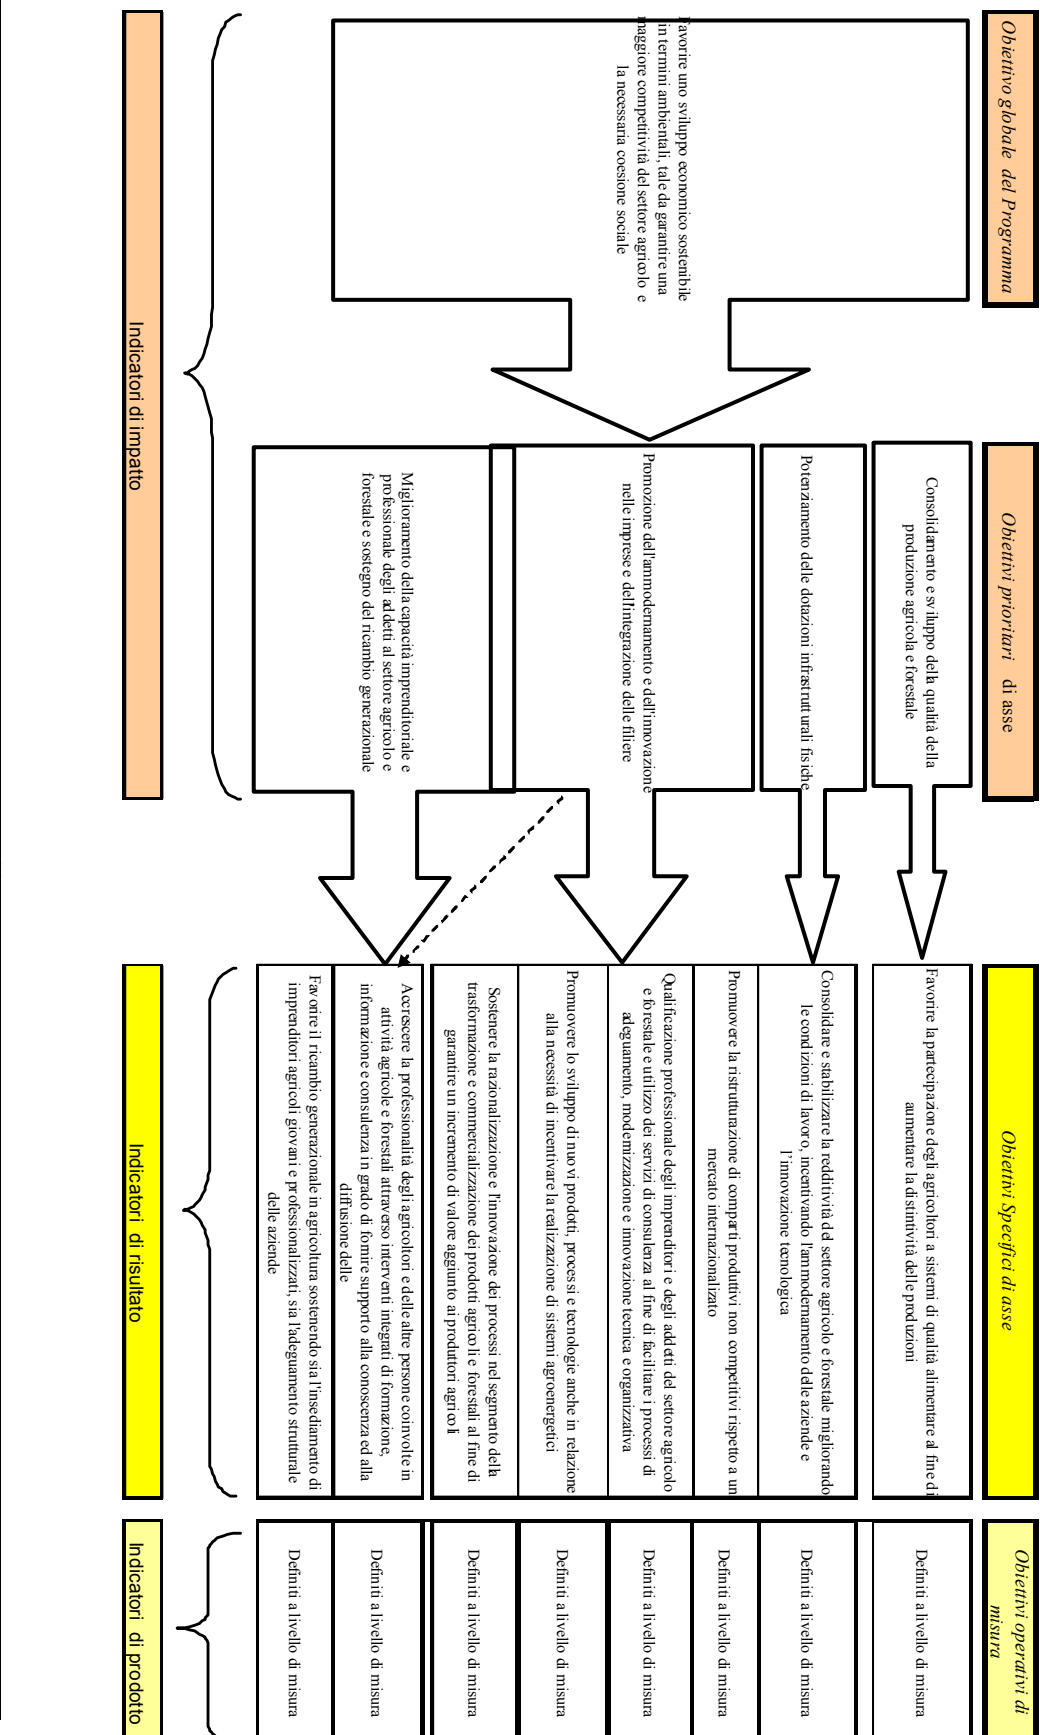 Obiettivo globale del Programma
Obiettivi prioritari di asse
Obiettivi Specifici di asse
Obiettivi operativi di
misura
Favorire uno sviluppo economico sostenibile
in termini ambientali, tale da garantire una
maggiore competitività del settore agricolo e
la necessaria coesione sociale
Consolidamento e sviluppo della qualità della
produzione agricola e forestale
Potenziamento delle dotazioni infrastrutturali fisiche
Promozione dell'ammodernamento e dell'innovazione
nelle imprese e dell'integrazione delle filiere
Miglioramento della capacità imprenditoriale e
professionale degli addetti al settore agricolo e
forestale e sostegno del ricambio generazionale
Favorire la partecipazione degli agricoltori a sistemi di qualità alimentare al fine di
aumentare la distintività delle produzioni
Consolidare e stabilizzare la redditività del settore agricolo e forestale migliorando
le condizioni di lavoro, incentivando l'ammodernamento delle aziende e
l'innovazione tecnologica
Promuovere la ristrutturazione di comparti produttivi non competitivi rispetto a un
mercato internazionalizato
Qualificazione professionale degli imprenditori e degli addetti del settore agricolo
e forestale e utilizzo dei servizi di consulenza al fine di facilitare i processi di
adeguamento, modernizzazione e innovazione tecnica e organizzativa
Promuovere lo sviluppo di nuovi prodotti, processi e tecnologie anche in relazione
alla necessità di incentivare la realizzazione di sistemi agroenergetici
Sostenere la razionalizzazione e l'innovazione dei processi nel segmento della
trasformazione e commercializzazione dei prodotti agricoli e forestali al fine di
garantire un incremento di valore aggiunto ai produttori agricoli
Accrescere la professionalità degli agricoltori e delle altre persone coinvolte in
attività agricole e forestali attraverso interventi integrati di formazione,
informazione e consulenza in grado di fornire supporto alla conoscenza ed alla
diffusione delle
Favorire il ricambio generazionale in agricoltura sostenendo sia l'insediamento di
imprenditori agricoli giovani e professionalizzati, sia l'adeguamento strutturale
delle aziende
Definiti a livello di misura
Definiti a livello di misura
Definiti a livello di misura
Definiti a livello di misura
Definiti a livello di misura
Definiti a livello di misura
Definiti a livello di misura
Definiti a livello di misura
Indicatori di impatto
Indicatori di risultato
Indicatori di prodotto